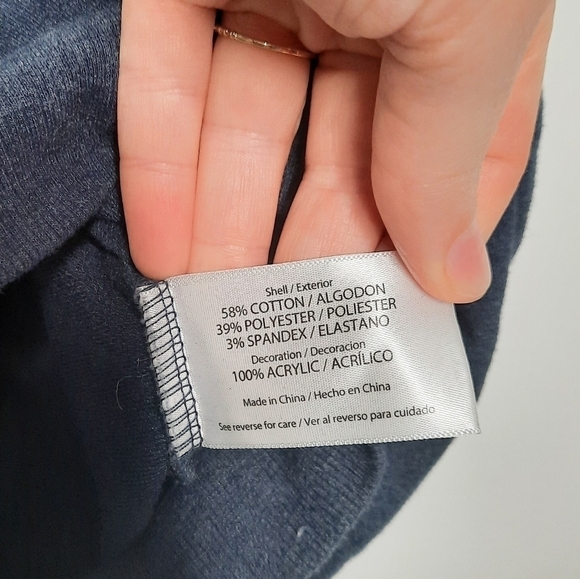 Shell / Exterior
58% COTTON / ALGODON
39% POLYESTER / POLIESTER
3% SPANDEX / ELASTANO
Decoration / Decoracion
100% ACRYLIC / ACRÍLICO
Made in China / Hecho en China
See reverse for care / Ver al reverso para cuidado